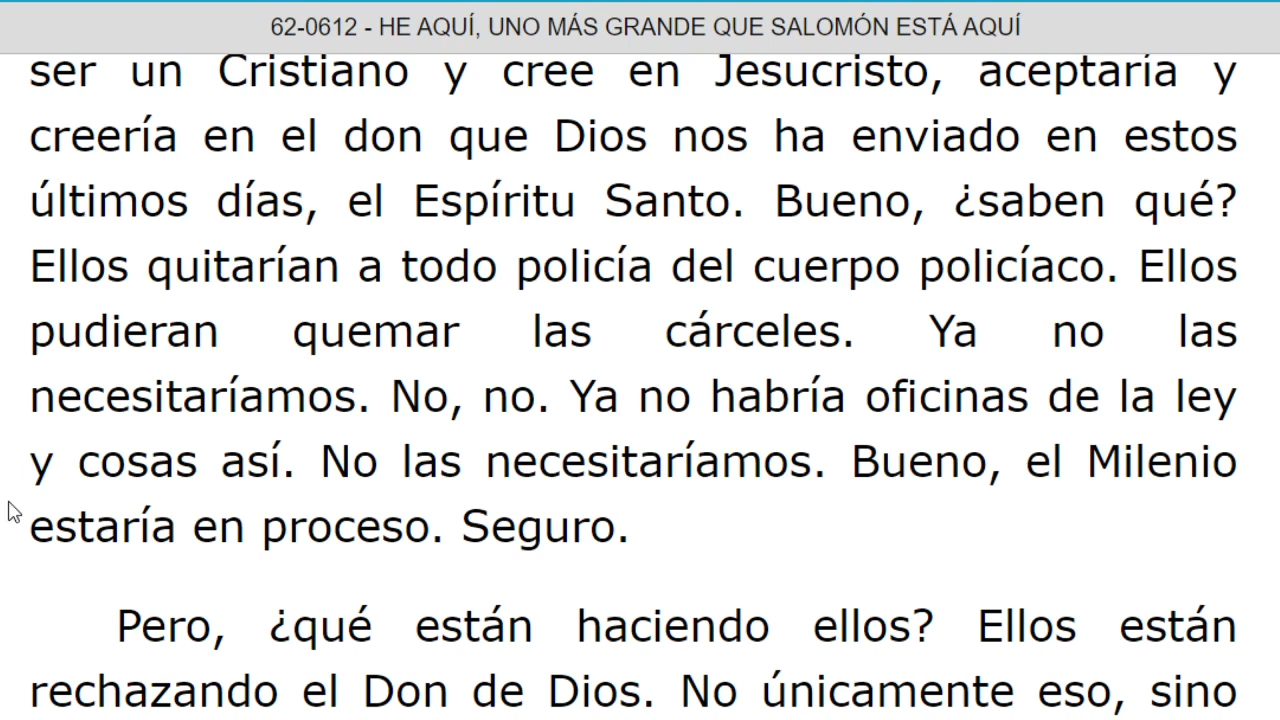 62-0612 - HE AQUÍ, UNO MÁS GRANDE QUE SALOMÓN ESTÁ AQUÍ
ser un Cristiano y cree en Jesucristo, aceptaría y
creería en el don que Dios nos ha enviado en estos
últimos días, el Espíritu Santo. Bueno, ¿saben qué?
Ellos quitarían a todo policía del cuerpo policíaco. Ellos
pudieran quemar las cárceles. Ya no las
necesitaríamos. No, no. Ya no habría oficinas de la ley
y cosas así. No las necesitaríamos. Bueno, el Milenio
estaría en proceso. Seguro.
Pero, ¿qué están haciendo ellos? Ellos están
rechazando el Don de Dios. No únicamente eso, sino